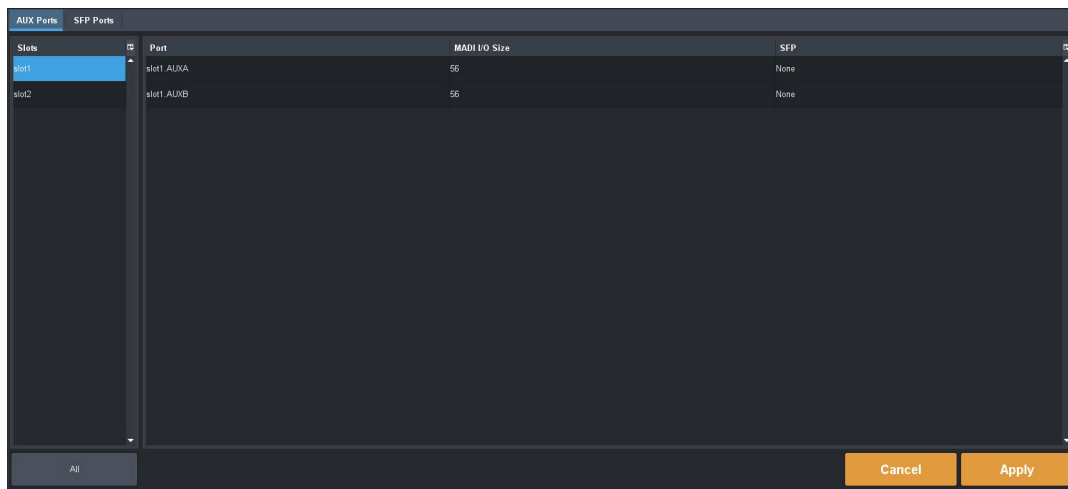 AUX Ports SFP Ports
Slots Port MADI I/O Size SFP
slot1 slot1.AUXA 56 None
slot2 slot1.AUXB 56 None
All Cancel Apply